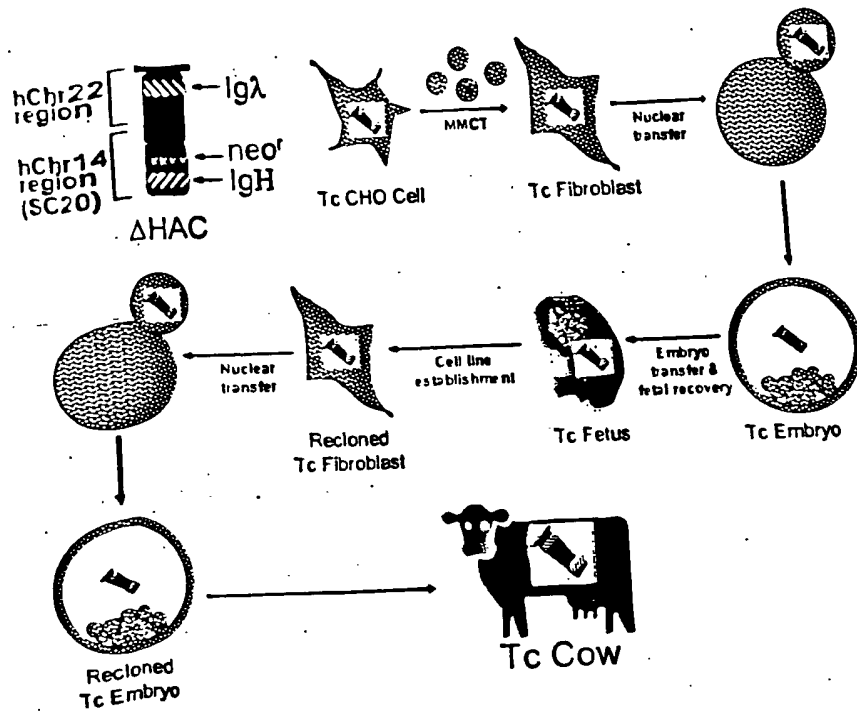 hChr22
region
Igλ
hChr14
region
(SC20)
neoʳ
IgH
ΔHAC
Tc CHO Cell
MMCT
Tc Fibroblast
Nuclear
transfer
Nuclear
transfer
Recloned
Tc Fibroblast
Cell line
establishment
Tc Fetus
Embryo
transfer &
fetal recovery
Tc Embryo
Recloned
Tc Embryo
Tc Cow